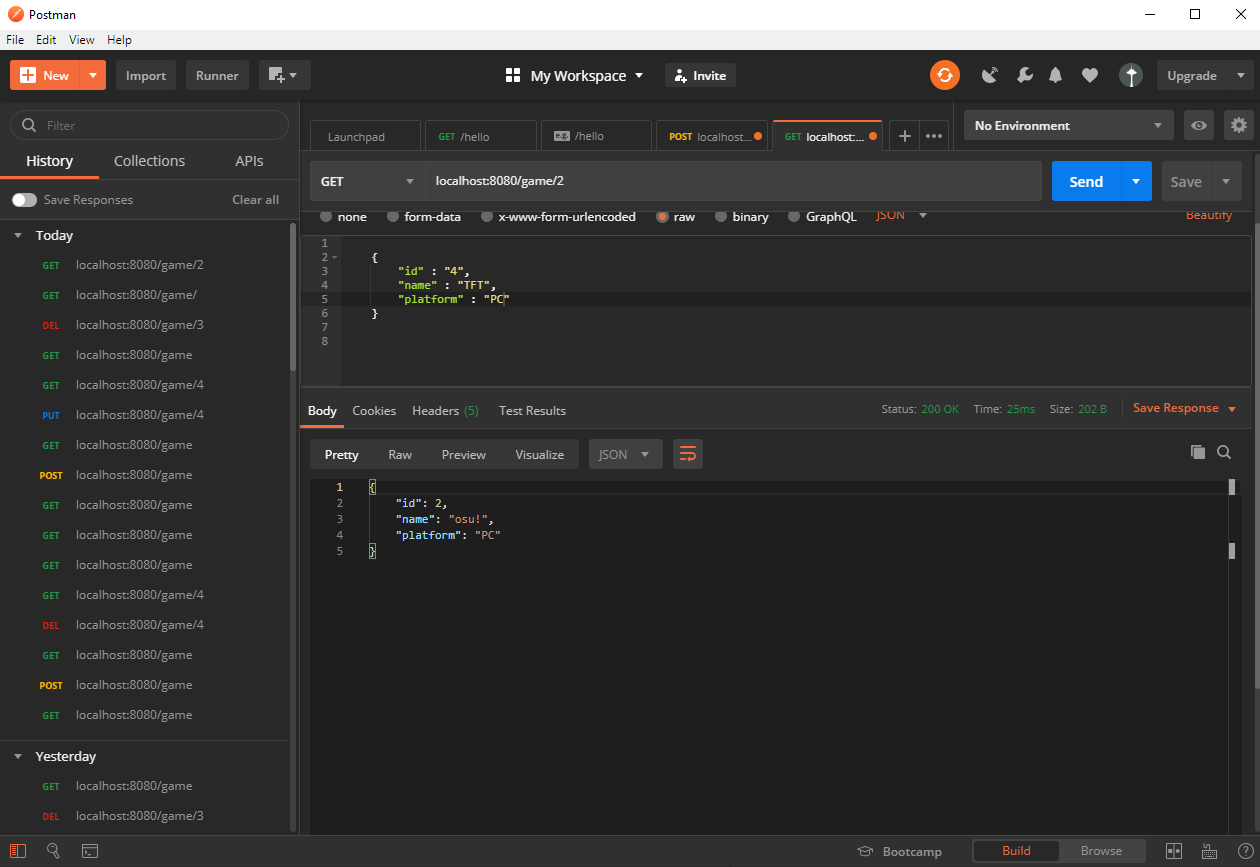 Postman
File Edit View Help
New Import Runner My Workspace Invite Upgrade
Filter
History Collections APIs
Save Responses Clear all
Today
GET localhost:8080/game/2
GET localhost:8080/game/
DEL localhost:8080/game/3
GET localhost:8080/game
GET localhost:8080/game/4
PUT localhost:8080/game/4
GET localhost:8080/game
POST localhost:8080/game
GET localhost:8080/game
GET localhost:8080/game
GET localhost:8080/game
GET localhost:8080/game/4
DEL localhost:8080/game/4
GET localhost:8080/game
POST localhost:8080/game
GET localhost:8080/game
Yesterday
GET localhost:8080/game
DEL localhost:8080/game/3
Launchpad GET /hello e.g. /hello POST localhost... GET localhost:... No Environment
GET localhost:8080/game/2 Send Save
none form-data x-www-form-urlencoded raw binary GraphQL JSON Beautify
1
2 {
3 "id" : "4",
4 "name" : "TFT",
5 "platform" : "PC"
6 }
7
8
Body Cookies Headers (5) Test Results Status: 200 OK Time: 25ms Size: 202 B Save Response
Pretty Raw Preview Visualize JSON
1 {
2 "id": 2,
3 "name": "osu!",
4 "platform": "PC"
5 }
Bootcamp Build Browse